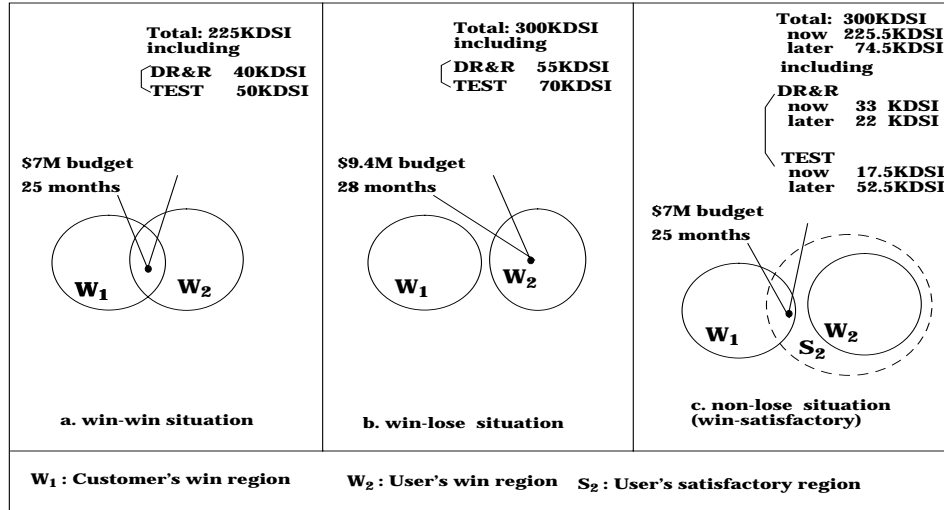 Total: 225KDSI
including
DR&R 40KDSI
TEST 50KDSI
$7M budget
25 months
W1
W2
a. win-win situation
Total: 300KDSI
including
DR&R 55KDSI
TEST 70KDSI
$9.4M budget
28 months
W1
W2
b. win-lose situation
Total: 300KDSI
now 225.5KDSI
later 74.5KDSI
including
DR&R
now 33 KDSI
later 22 KDSI
TEST
now 17.5KDSI
later 52.5KDSI
$7M budget
25 months
W1
S2
W2
c. non-lose situation
(win-satisfactory)
W1 : Customer's win region
W2 : User's win region
S2 : User's satisfactory region